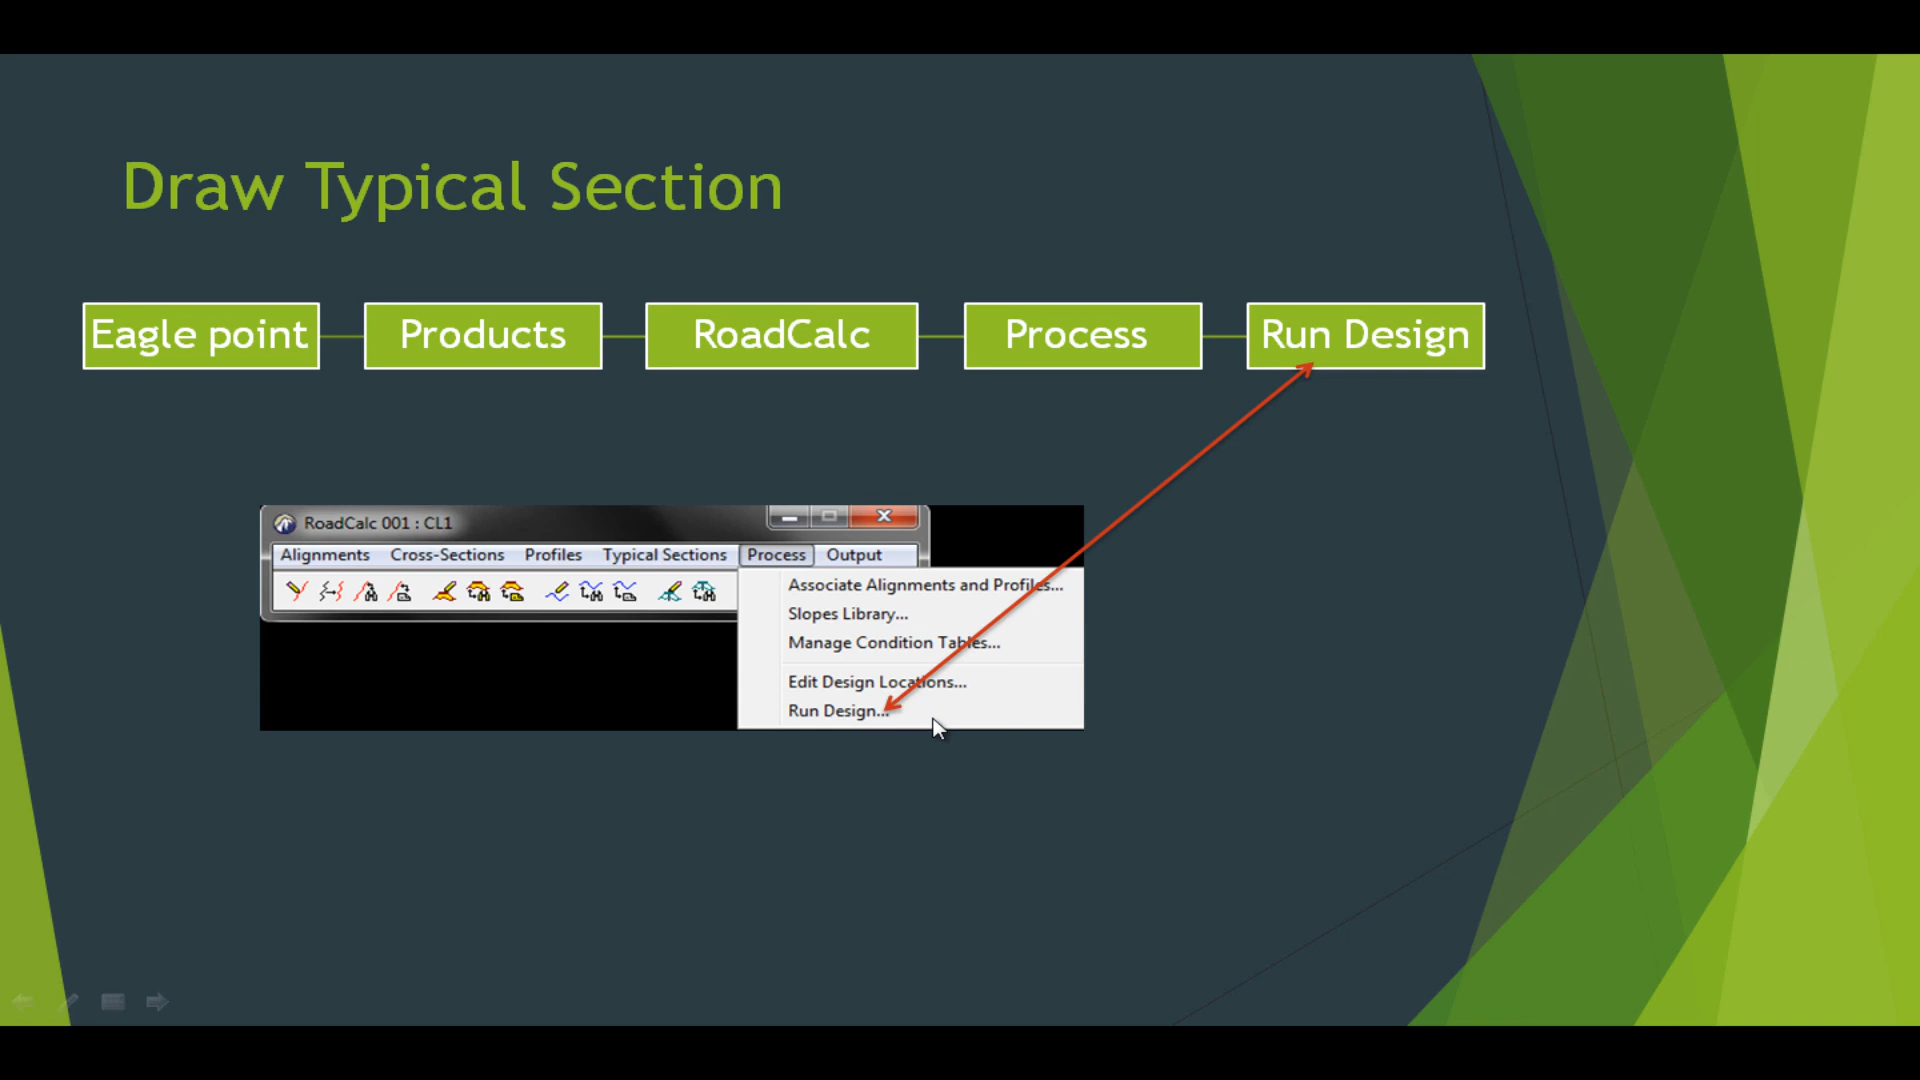 Draw Typical Section
Eagle point
Products
RoadCalc
Process
Run Design
RoadCalc 001 : CL1
Alignments Cross-Sections Profiles Typical Sections Process Output
Associate Alignments and Profiles...
Slopes Library...
Manage Condition Tables...
Edit Design Locations...
Run Design...